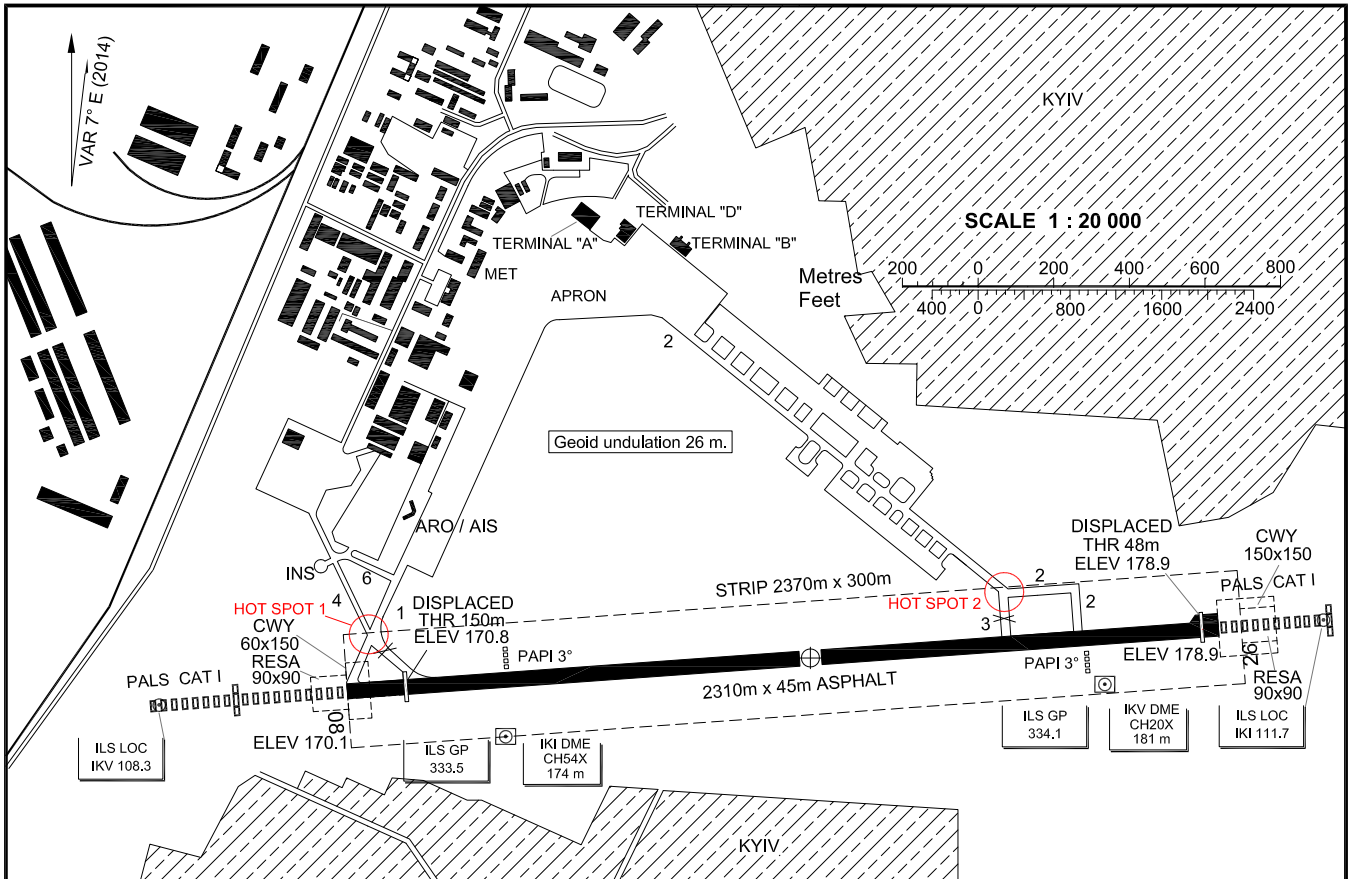 VAR 7° E (2014)
KYIV
SCALE 1 : 20 000
TERMINAL "D"
TERMINAL "A"
TERMINAL "B"
MET
Metres
200 0 200 400 600 800
Feet
400 0 800 1600 2400
APRON
2
Geoid undulation 26 m.
ARO / AIS
DISPLACED
THR 48m
ELEV 178.9
CWY
150x150
INS
6
STRIP 2370m x 300m
2
PALS CAT I
HOT SPOT 1
4
1
DISPLACED
THR 150m
ELEV 170.8
HOT SPOT 2
2
3
CWY
60x150
RESA
90x90
PAPI 3°
PAPI 3°
ELEV 178.9
26
RESA
90x90
PALS CAT I
2310m x 45m ASPHALT
08
ELEV 170.1
ILS LOC
IKV 108.3
ILS GP
333.5
IKI DME
CH54X
174 m
ILS GP
334.1
IKV DME
CH20X
181 m
ILS LOC
IKI 111.7
KYIV